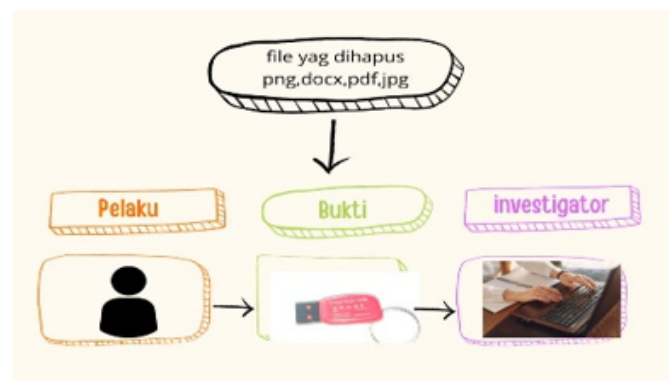 file yag dihapus
png,docx,pdf,jpg
Pelaku
Bukti
investigator